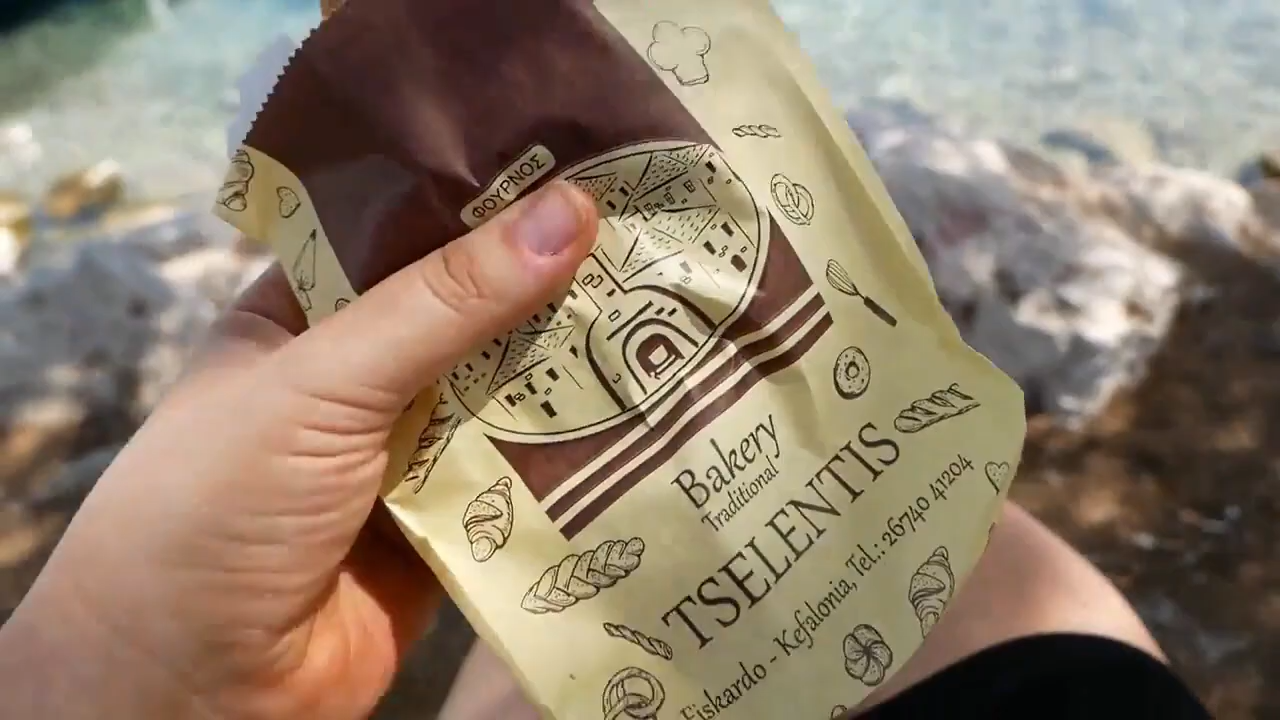 ΦΟΥΡΝΟΣ
Bakery
Traditional
TSELENTIS
Fiskardo - Kefalonia, Tel.: 26740 41204